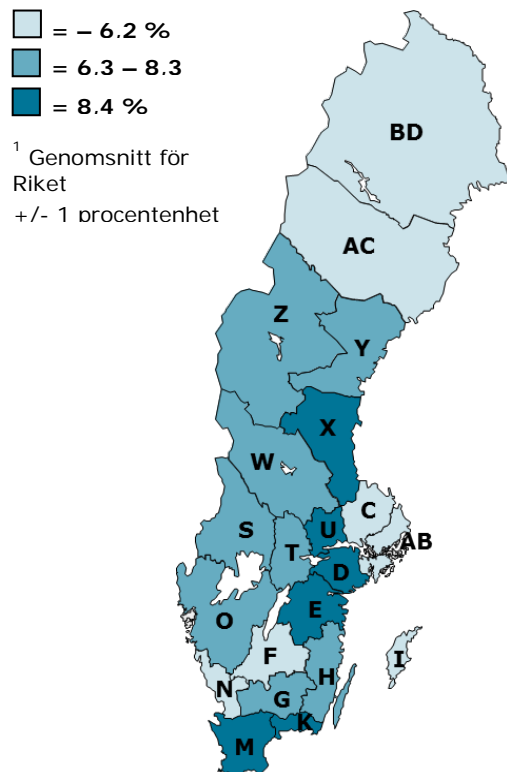 = – 6.2 %
= 6.3 – 8.3
= 8.4 %
1 Genomsnitt för
Riket
+/- 1 procentenhet
BD
AC
Z
Y
X
W
C
S
U
AB
T
D
E
O
F
I
H
N
G
K
M